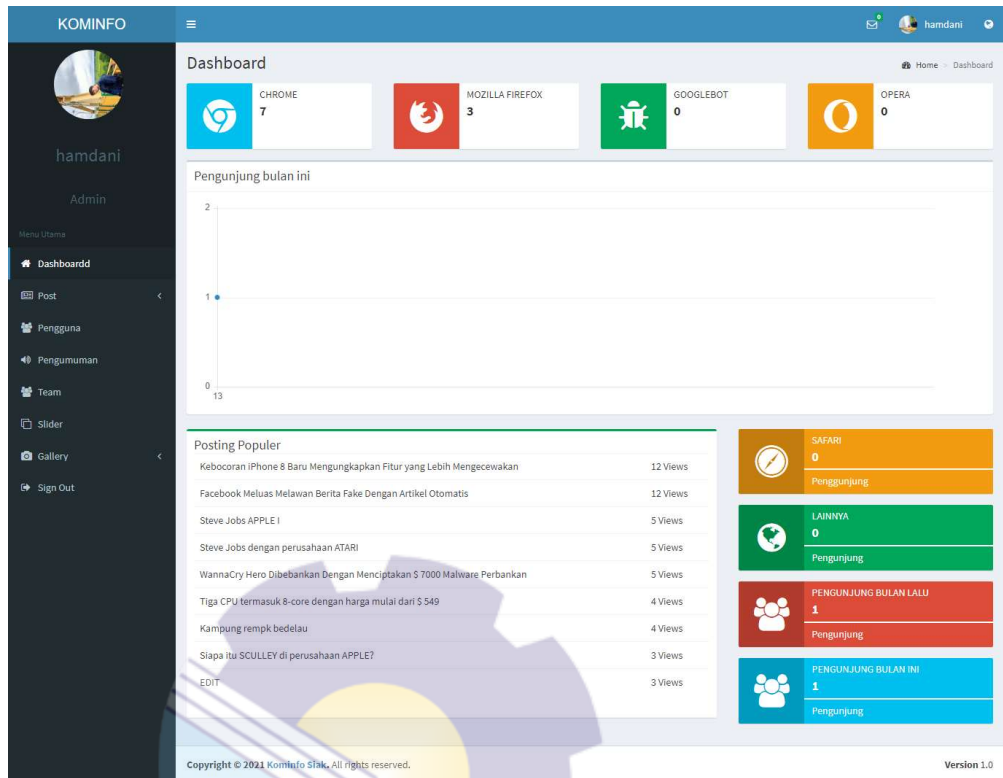 KOMINFO
0
hamdani
hamdani
Admin
Menu Utama
Dashboardd
Post
Pengguna
Pengumuman
Team
Slider
Gallery
Sign Out
Dashboard
Home > Dashboard
CHROME
7
MOZILLA FIREFOX
3
GOOGLEBOT
0
OPERA
0
Pengunjung bulan ini
2
1
0
13
Posting Populer
Kebocoran iPhone 8 Baru Mengungkapkan Fitur yang Lebih Mengecewakan 12 Views
Facebook Meluas Melawan Berita Fake Dengan Artikel Otomatis 12 Views
Steve Jobs APPLE I 5 Views
Steve Jobs dengan perusahaan ATARI 5 Views
WannaCry Hero Dibebankan Dengan Menciptakan $ 7000 Malware Perbankan 5 Views
Tiga CPU termasuk 8-core dengan harga mulai dari $ 549 4 Views
Kampung rempk bedelau 4 Views
Siapa itu SCULLEY di perusahaan APPLE? 3 Views
EDIT 3 Views
SAFARI
0
Penggunjung
LAINNYA
0
Pengunjung
PENGUNJUNG BULAN LALU
1
Pengunjung
PENGUNJUNG BULAN INI
1
Pengunjung
Copyright © 2021 Kominfo Siak. All rights reserved.
Version 1.0